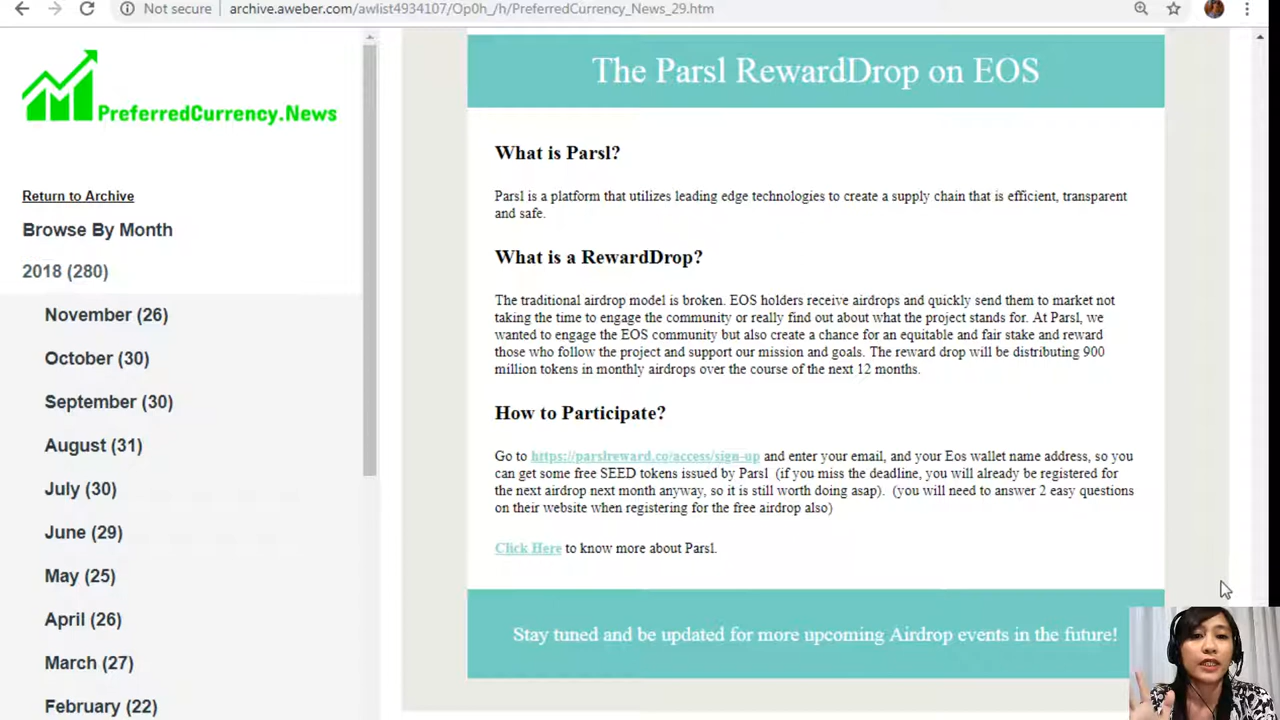 Not secure archive.aweber.com/awlist4934107/Op0h_/h/PreferredCurrency_News_29.htm
PreferredCurrency.News
Return to Archive
Browse By Month
2018 (280)
November (26)
October (30)
September (30)
August (31)
July (30)
June (29)
May (25)
April (26)
March (27)
February (22)
The Parsl RewardDrop on EOS
What is Parsl?
Parsl is a platform that utilizes leading edge technologies to create a supply chain that is efficient, transparent
and safe.
What is a RewardDrop?
The traditional airdrop model is broken. EOS holders receive airdrops and quickly send them to market not
taking the time to engage the community or really find out about what the project stands for. At Parsl, we
wanted to engage the EOS community but also create a chance for an equitable and fair stake and reward
those who follow the project and support our mission and goals. The reward drop will be distributing 900
million tokens in monthly airdrops over the course of the next 12 months.
How to Participate?
Go to https://parslreward.co/access/sign-up and enter your email, and your Eos wallet name address, so you
can get some free SEED tokens issued by Parsl (if you miss the deadline, you will already be registered for
the next airdrop next month anyway, so it is still worth doing asap). (you will need to answer 2 easy questions
on their website when registering for the free airdrop also)
Click Here to know more about Parsl.
Stay tuned and be updated for more upcoming Airdrop events in the future!